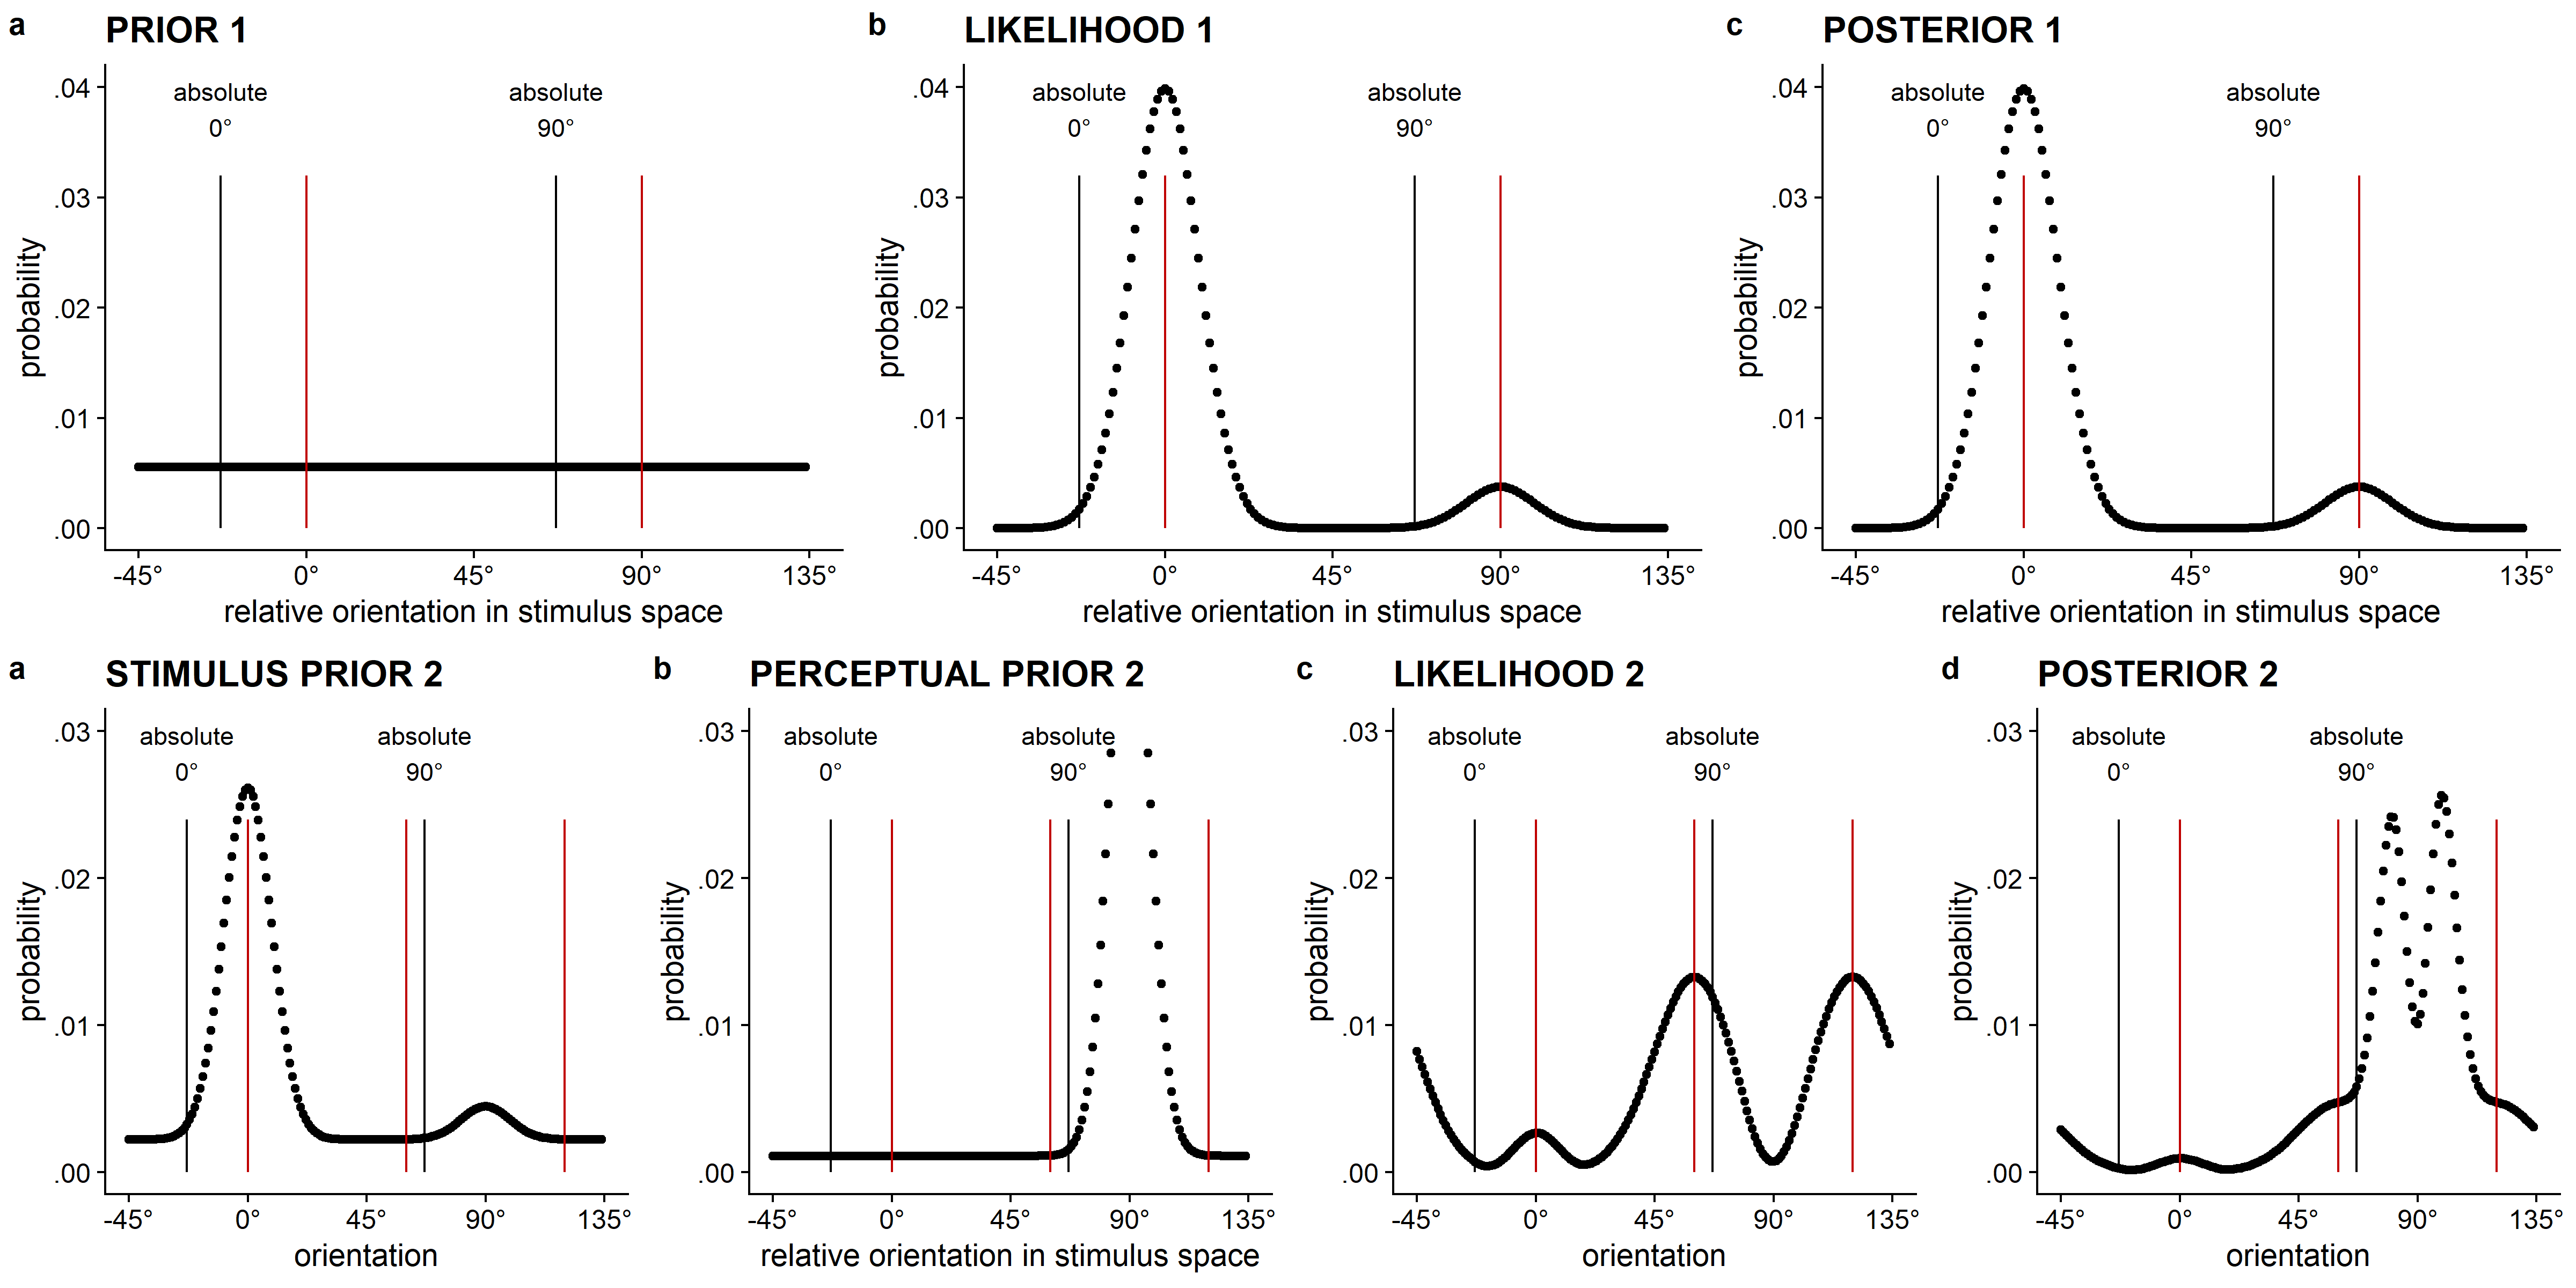 a PRIOR 1
absolute 0°
absolute 90°
.04
.03
.02
.01
.00
probability
-45° 0° 45° 90° 135°
relative orientation in stimulus space
b LIKELIHOOD 1
absolute 0°
absolute 90°
.04
.03
.02
.01
.00
probability
-45° 0° 45° 90° 135°
relative orientation in stimulus space
c POSTERIOR 1
absolute 0°
absolute 90°
.04
.03
.02
.01
.00
probability
-45° 0° 45° 90° 135°
relative orientation in stimulus space
a STIMULUS PRIOR 2
absolute 0°
absolute 90°
.03
.02
.01
.00
probability
-45° 0° 45° 90° 135°
orientation
b PERCEPTUAL PRIOR 2
absolute 0°
absolute 90°
.03
.02
.01
.00
probability
-45° 0° 45° 90° 135°
relative orientation in stimulus space
c LIKELIHOOD 2
absolute 0°
absolute 90°
.03
.02
.01
.00
probability
-45° 0° 45° 90° 135°
orientation
d POSTERIOR 2
absolute 0°
absolute 90°
.03
.02
.01
.00
probability
-45° 0° 45° 90° 135°
orientation